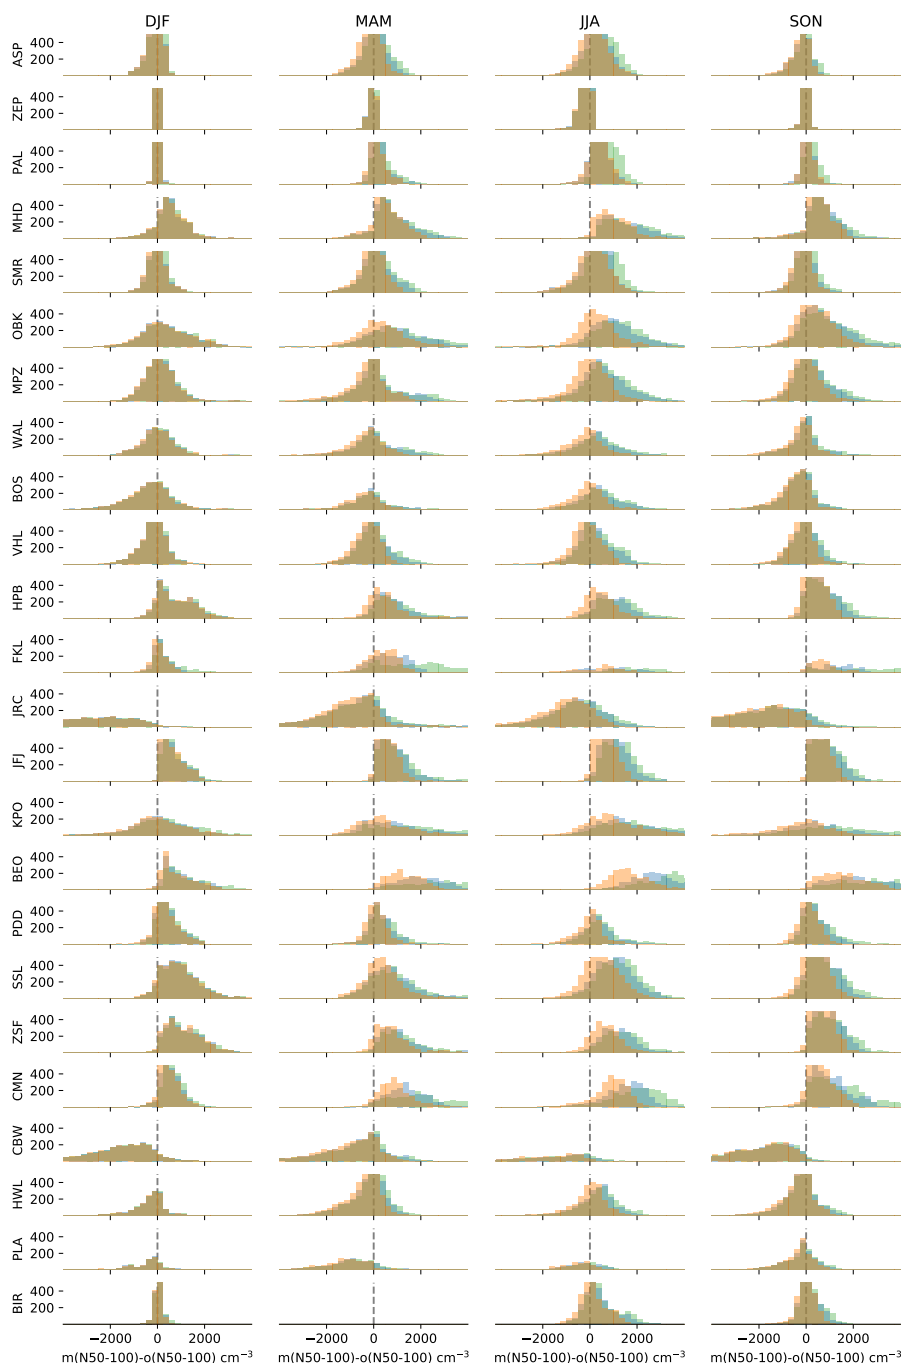 DJF MAM JJA SON
ASP 400 200
ZEP 400 200
PAL 400 200
MHD 400 200
SMR 400 200
OBK 400 200
MPZ 400 200
WAL 400 200
BOS 400 200
VHL 400 200
HPB 400 200
FKL 400 200
JRC 400 200
JFJ 400 200
KPO 400 200
BEO 400 200
PDD 400 200
SSL 400 200
ZSF 400 200
CMN 400 200
CBW 400 200
HWL 400 200
PLA 400 200
BIR 400 200
−2000 0 2000 −2000 0 2000 −2000 0 2000 −2000 0 2000
m(N50-100)-o(N50-100) cm⁻³ m(N50-100)-o(N50-100) cm⁻³ m(N50-100)-o(N50-100) cm⁻³ m(N50-100)-o(N50-100) cm⁻³